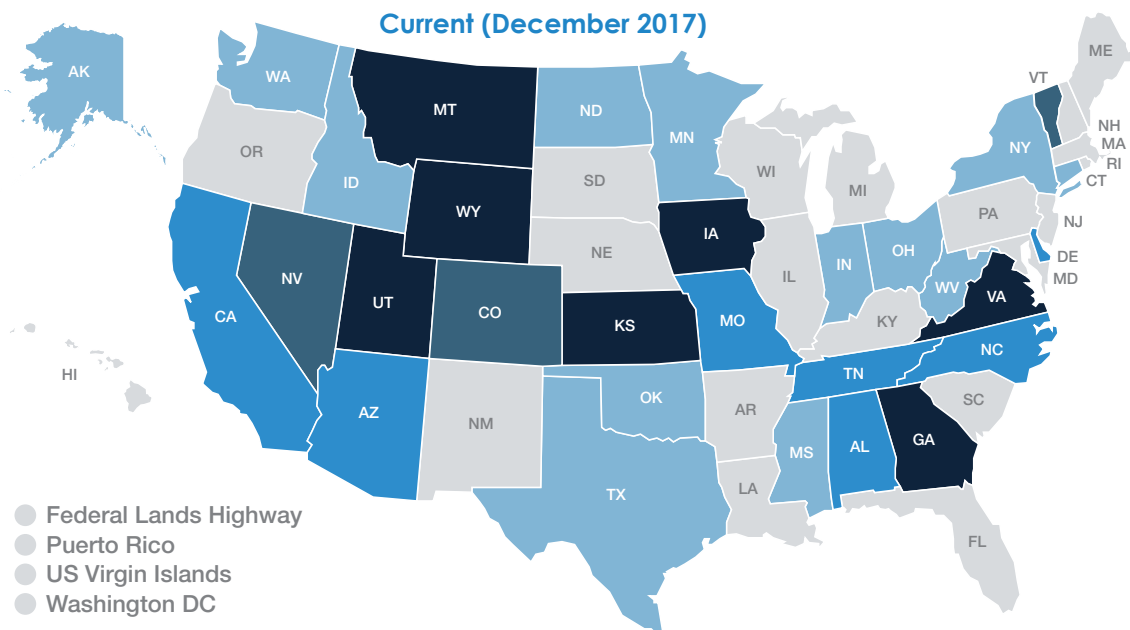 Current (December 2017)
AK
WA
MT
ND
MN
VT
ME
NH
MA
RI
CT
NY
OR
ID
SD
WI
MI
WY
IA
PA
NJ
NE
OH
DE
MD
NV
UT
CO
IL
IN
WV
VA
CA
KS
MO
KY
NC
HI
TN
AZ
NM
OK
AR
SC
MS
AL
GA
TX
LA
FL
Federal Lands Highway
Puerto Rico
US Virgin Islands
Washington DC